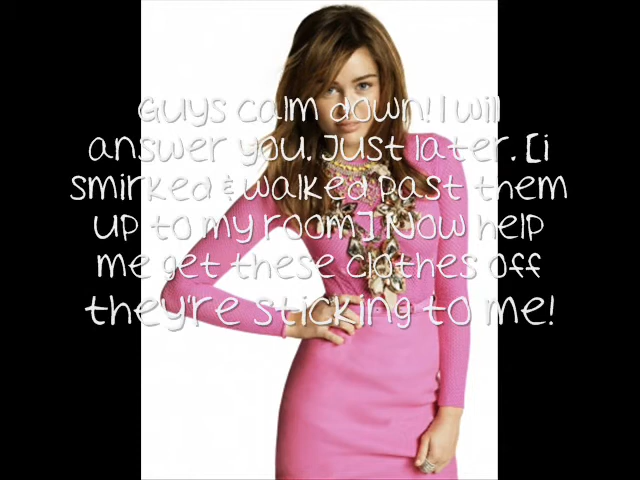 Guys calm down! I will
answer you. Just later. [i
smirked & walked past them
up to my room] Now help
me get these clothes off
they're sticking to me!